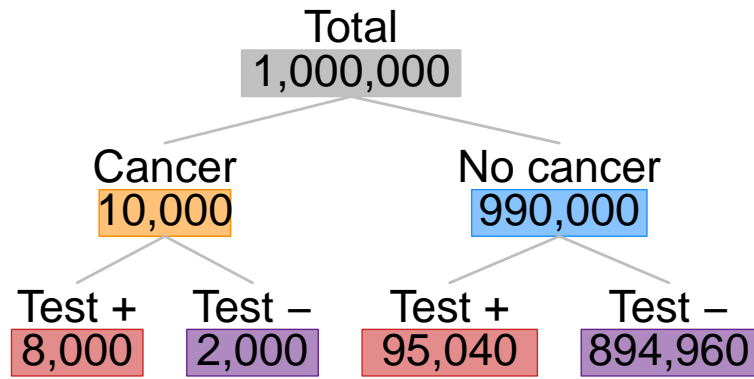 Total
1,000,000
Cancer No cancer
10,000 990,000
Test + Test – Test + Test –
8,000 2,000 95,040 894,960